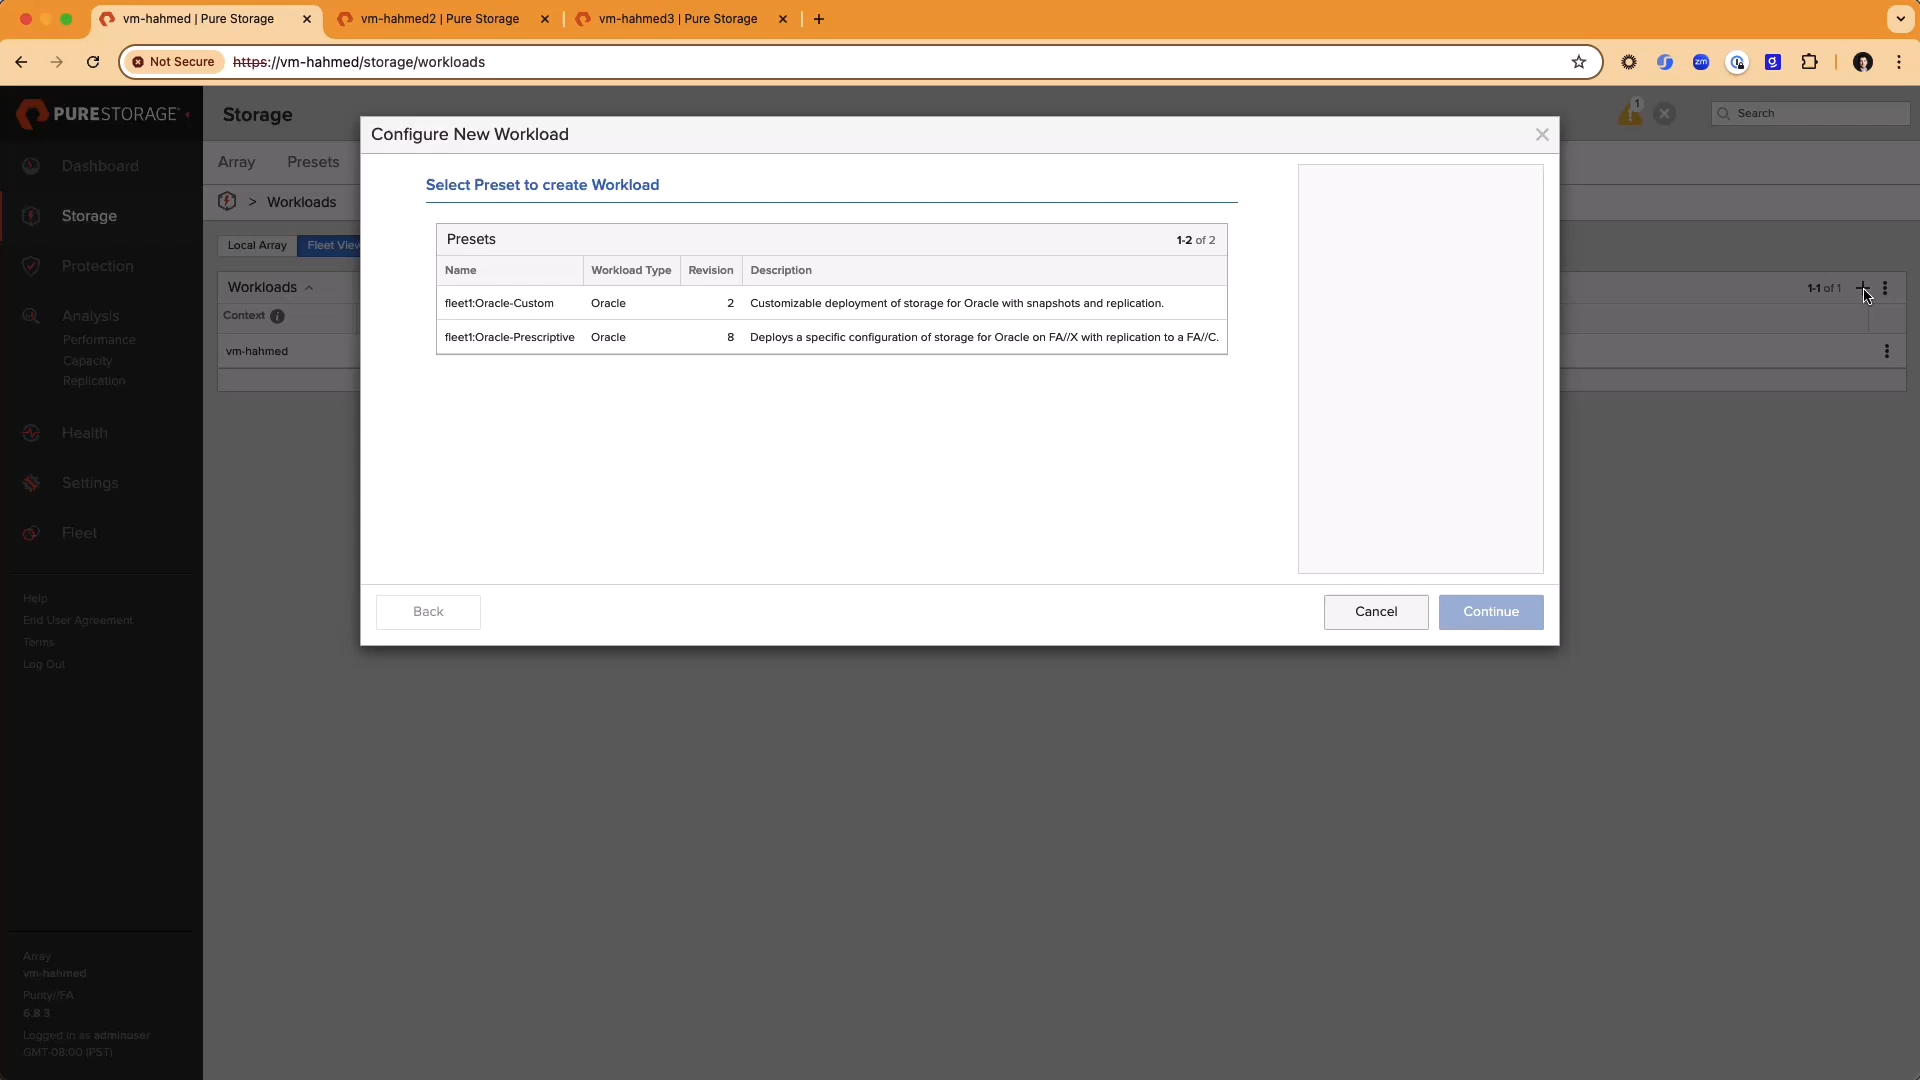 vm-hahmed | Pure Storage
vm-hahmed2 | Pure Storage
vm-hahmed3 | Pure Storage
Not Secure
https://vm-hahmed/storage/workloads
zm
g
PURESTORAGE
Storage
1
Search
Configure New Workload
Dashboard
Storage
Protection
Analysis
Performance
Capacity
Replication
Health
Settings
Fleet
Help
End User Agreement
Terms
Log Out
Array
vm-hahmed
Purity//FA
6.8.3
Logged in as adminuser
GMT-08:00 (PST)
Array Presets
> Workloads
Local Array Fleet View
Workloads
1-1 of 1
Context
vm-hahmed
Select Preset to create Workload
Presets 1-2 of 2
Name Workload Type Revision Description
fleet1:Oracle-Custom Oracle 2 Customizable deployment of storage for Oracle with snapshots and replication.
fleet1:Oracle-Prescriptive Oracle 8 Deploys a specific configuration of storage for Oracle on FA//X with replication to a FA//C.
Back
Cancel
Continue